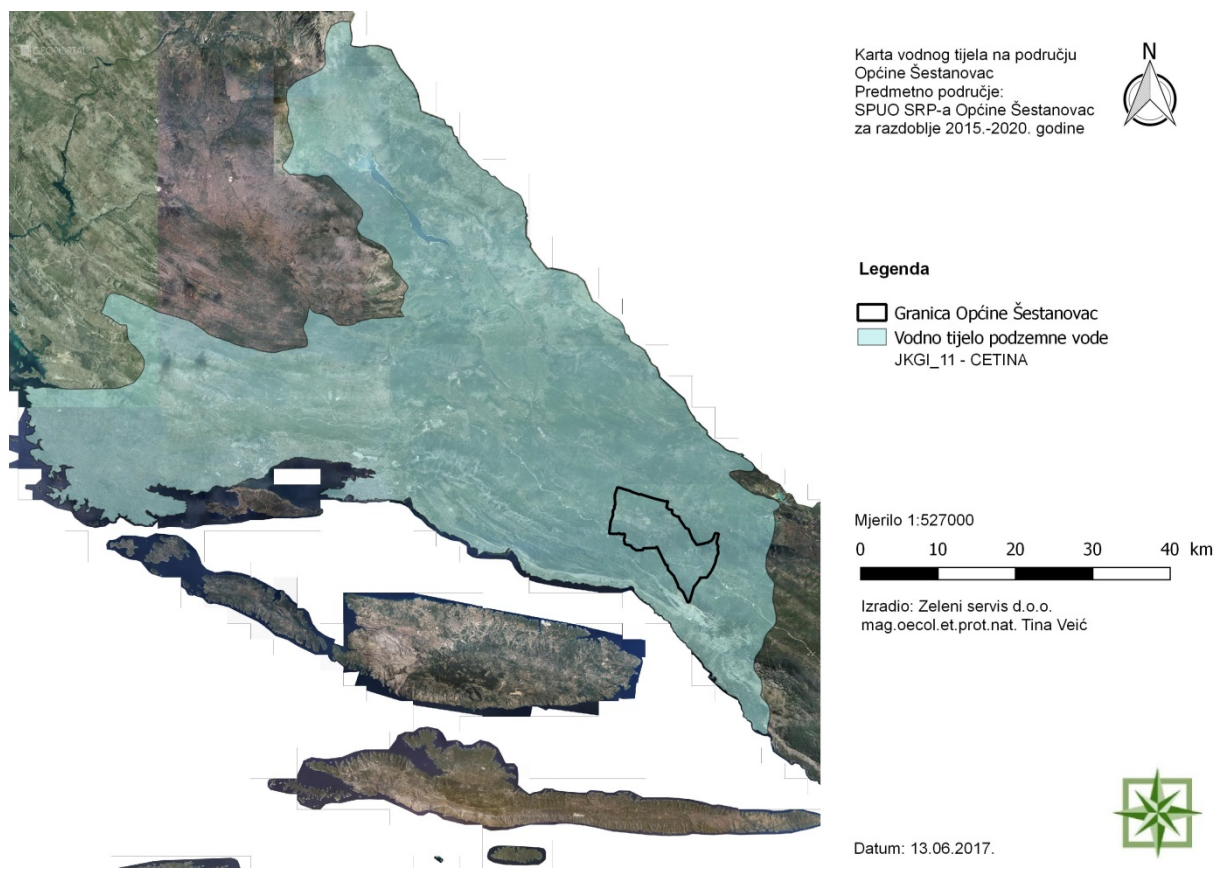 Karta vodnog tijela na području
Općine Šestanovac
Predmetno područje:
SPUO SRP-a Općine Šestanovac
za razdoblje 2015.-2020. godine
N
Legenda
Granica Općine Šestanovac
Vodno tijelo podzemne vode
JKGI_11 - CETINA
Mjerilo 1:527000
0 10 20 30 40 km
Izradio: Zeleni servis d.o.o.
mag.oecol.et.prot.nat. Tina Veić
Datum: 13.06.2017.